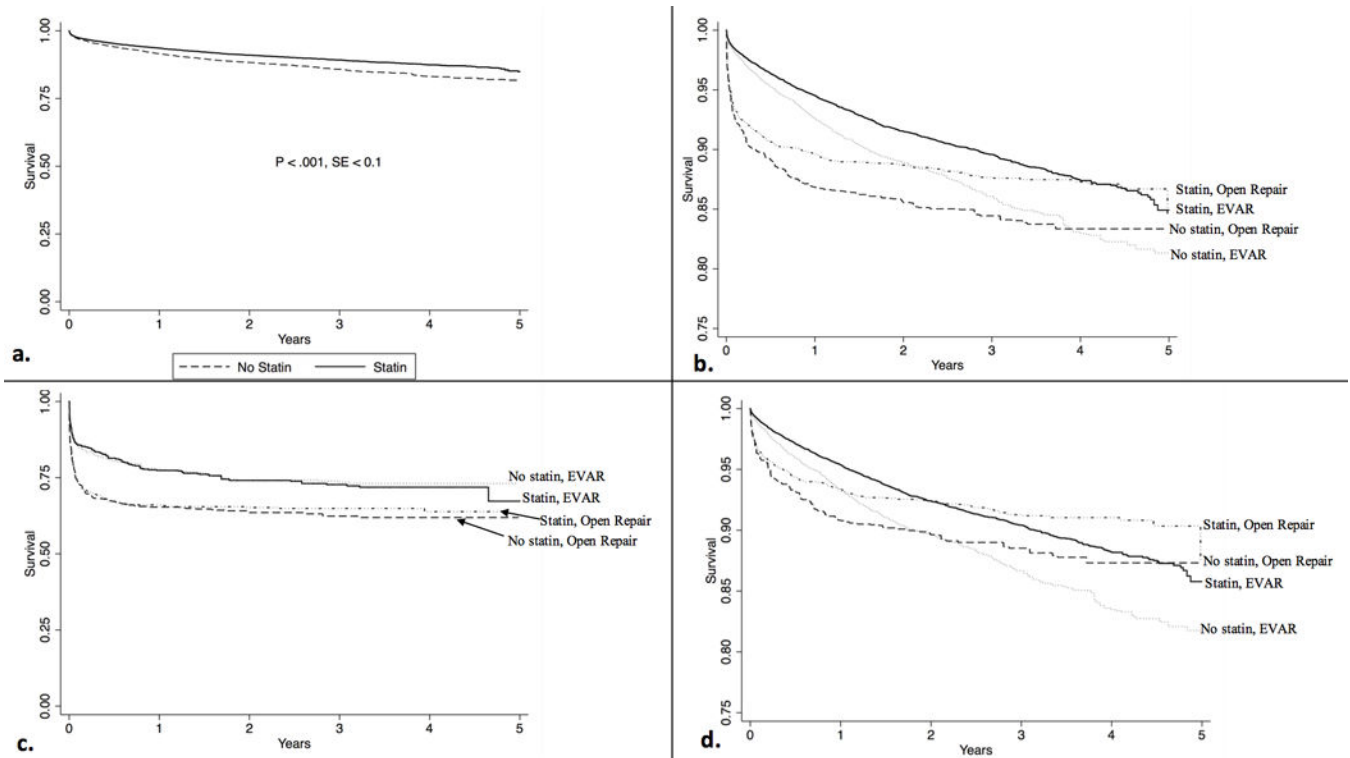 1.00
0.75
0.50
0.25
0.00
Survival
P < .001, SE < 0.1
0 1 2 3 4 5
Years
a.
No Statin Statin
1.00
0.95
0.90
0.85
0.80
0.75
Survival
Statin, Open Repair
Statin, EVAR
No statin, Open Repair
No statin, EVAR
0 1 2 3 4 5
Years
b.
1.00
0.75
0.50
0.25
0.00
Survival
No statin, EVAR
Statin, EVAR
Statin, Open Repair
No statin, Open Repair
0 1 2 3 4 5
Years
c.
1.00
0.95
0.90
0.85
0.80
0.75
Survival
Statin, Open Repair
No statin, Open Repair
Statin, EVAR
No statin, EVAR
0 1 2 3 4 5
Years
d.